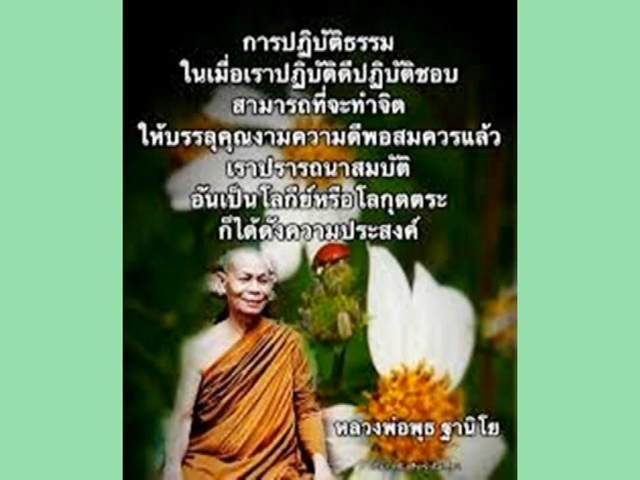 การปฏิบัติธรรม
ในเมื่อเราปฏิบัติดีปฏิบัติชอบ
สามารถที่จะทำจิต
ให้บรรลุคุณงามความดีพอสมควรแล้ว
เราปรารถนาสมบัติ
อันเป็นโลกีย์หรือโลกุตตระ
ก็ได้ดังความประสงค์
หลวงพ่อพุธ ฐานิโย